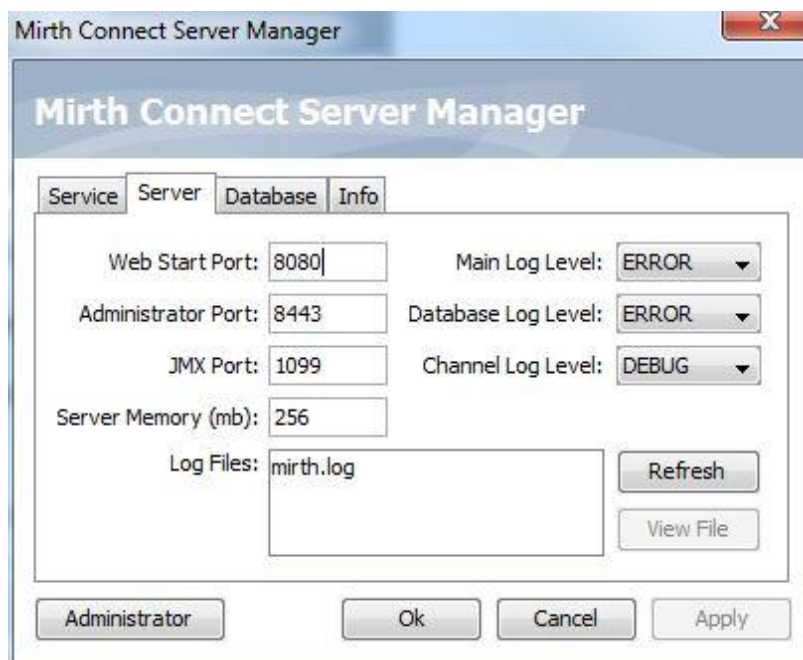 Mirth Connect Server Manager
X
Mirth Connect Server Manager
Service Server Database Info
Web Start Port: 8080 Main Log Level: ERROR
Administrator Port: 8443 Database Log Level: ERROR
JMX Port: 1099 Channel Log Level: DEBUG
Server Memory (mb): 256
Log Files: mirth.log Refresh
View File
Administrator Ok Cancel Apply